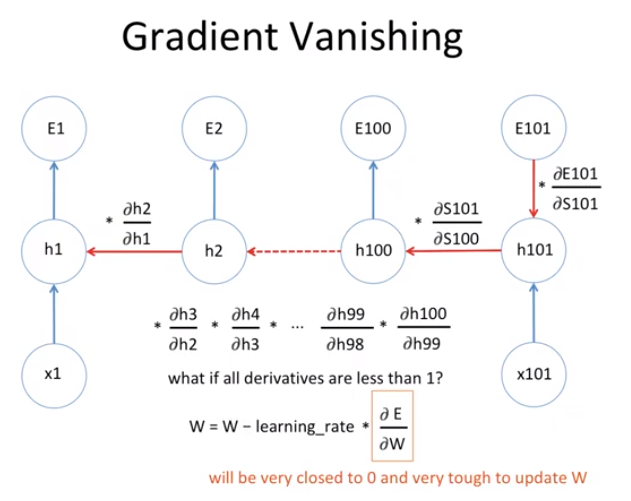 Gradient Vanishing
E1 E2 E100 E101
* ∂E101
∂S101
* ∂h2
∂h1
* ∂S101
∂S100
h1 h2 h100 h101
* ∂h3 * ∂h4 * ... ∂h99 * ∂h100
∂h2 ∂h3 ∂h98 ∂h99
x1 what if all derivatives are less than 1? x101
W = W − learning_rate * ∂ E
∂W
will be very closed to 0 and very tough to update W